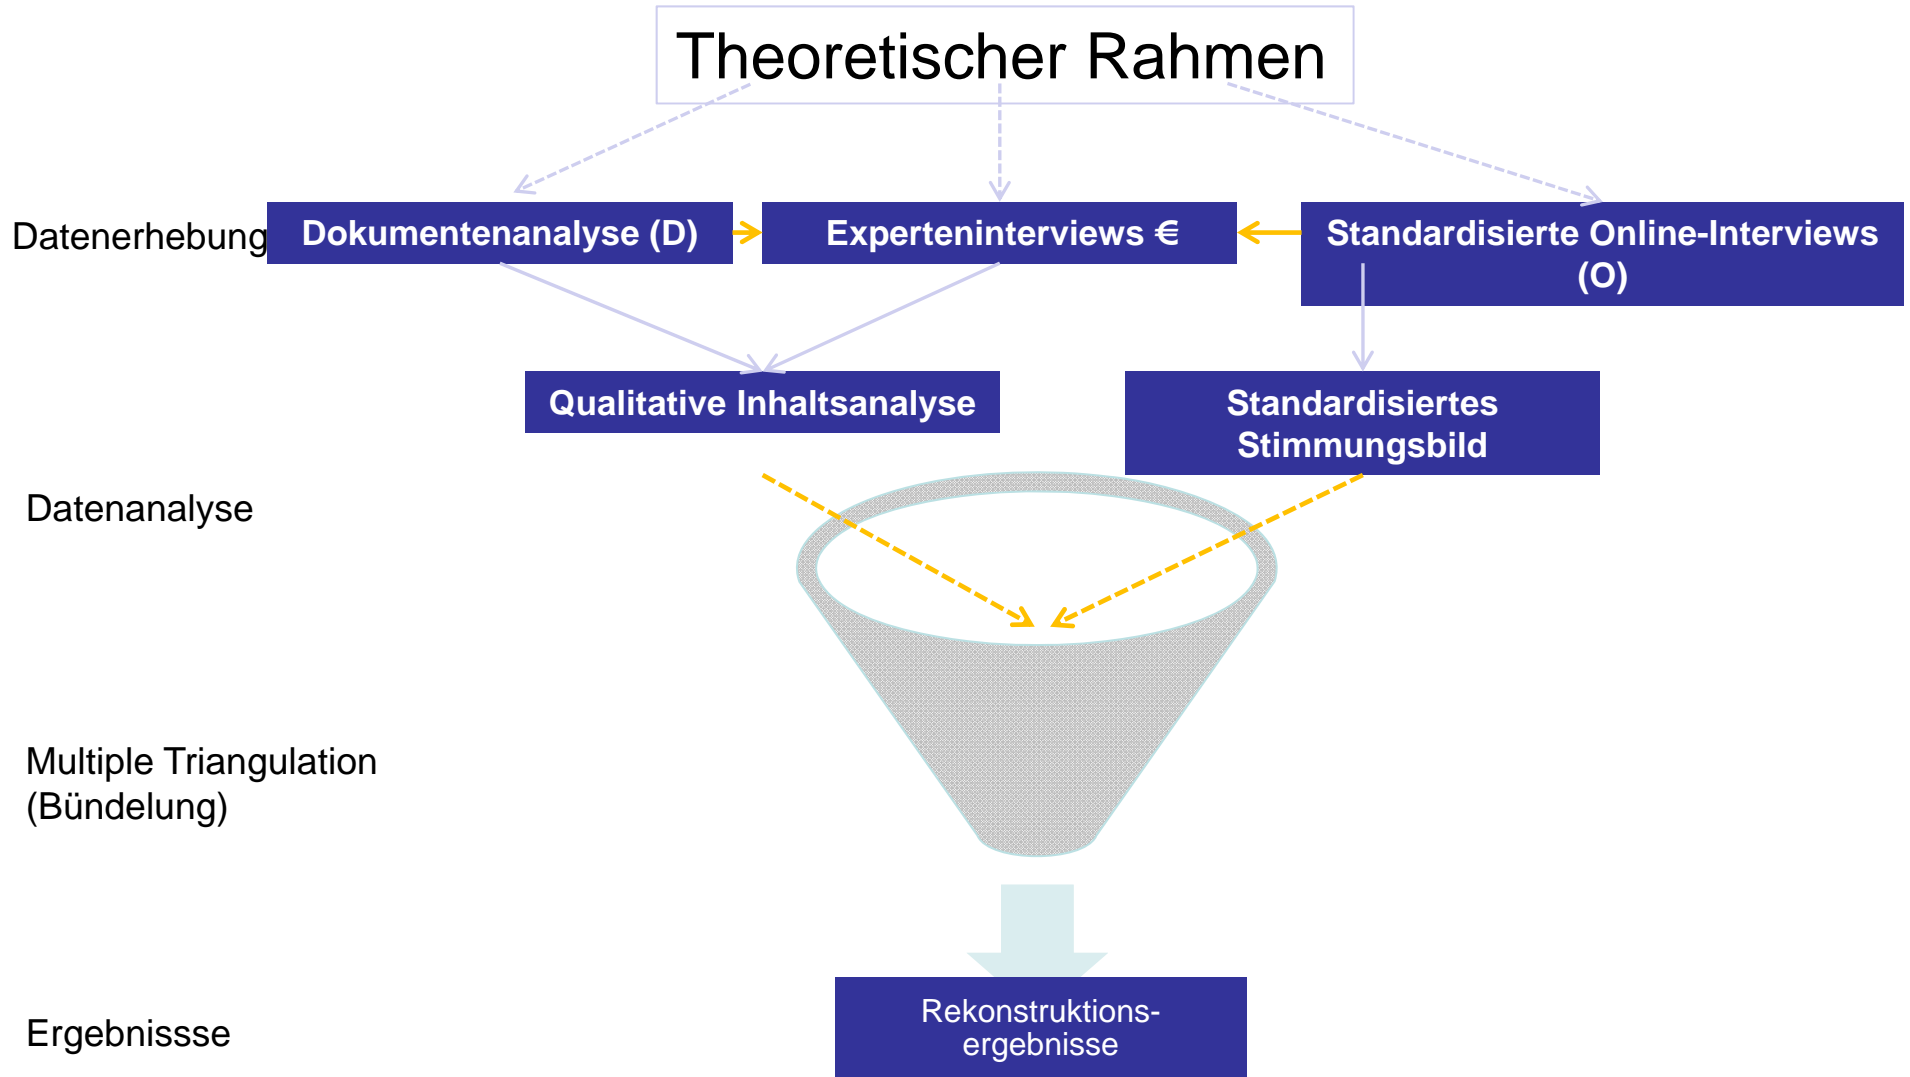 Theoretischer Rahmen
Datenerhebung
Dokumentenanalyse (D)
Experteninterviews €
Standardisierte Online-Interviews
(O)
Qualitative Inhaltsanalyse
Standardisiertes
Stimmungsbild
Datenanalyse
Multiple Triangulation
(Bündelung)
Ergebnissse
Rekonstruktions-
ergebnisse